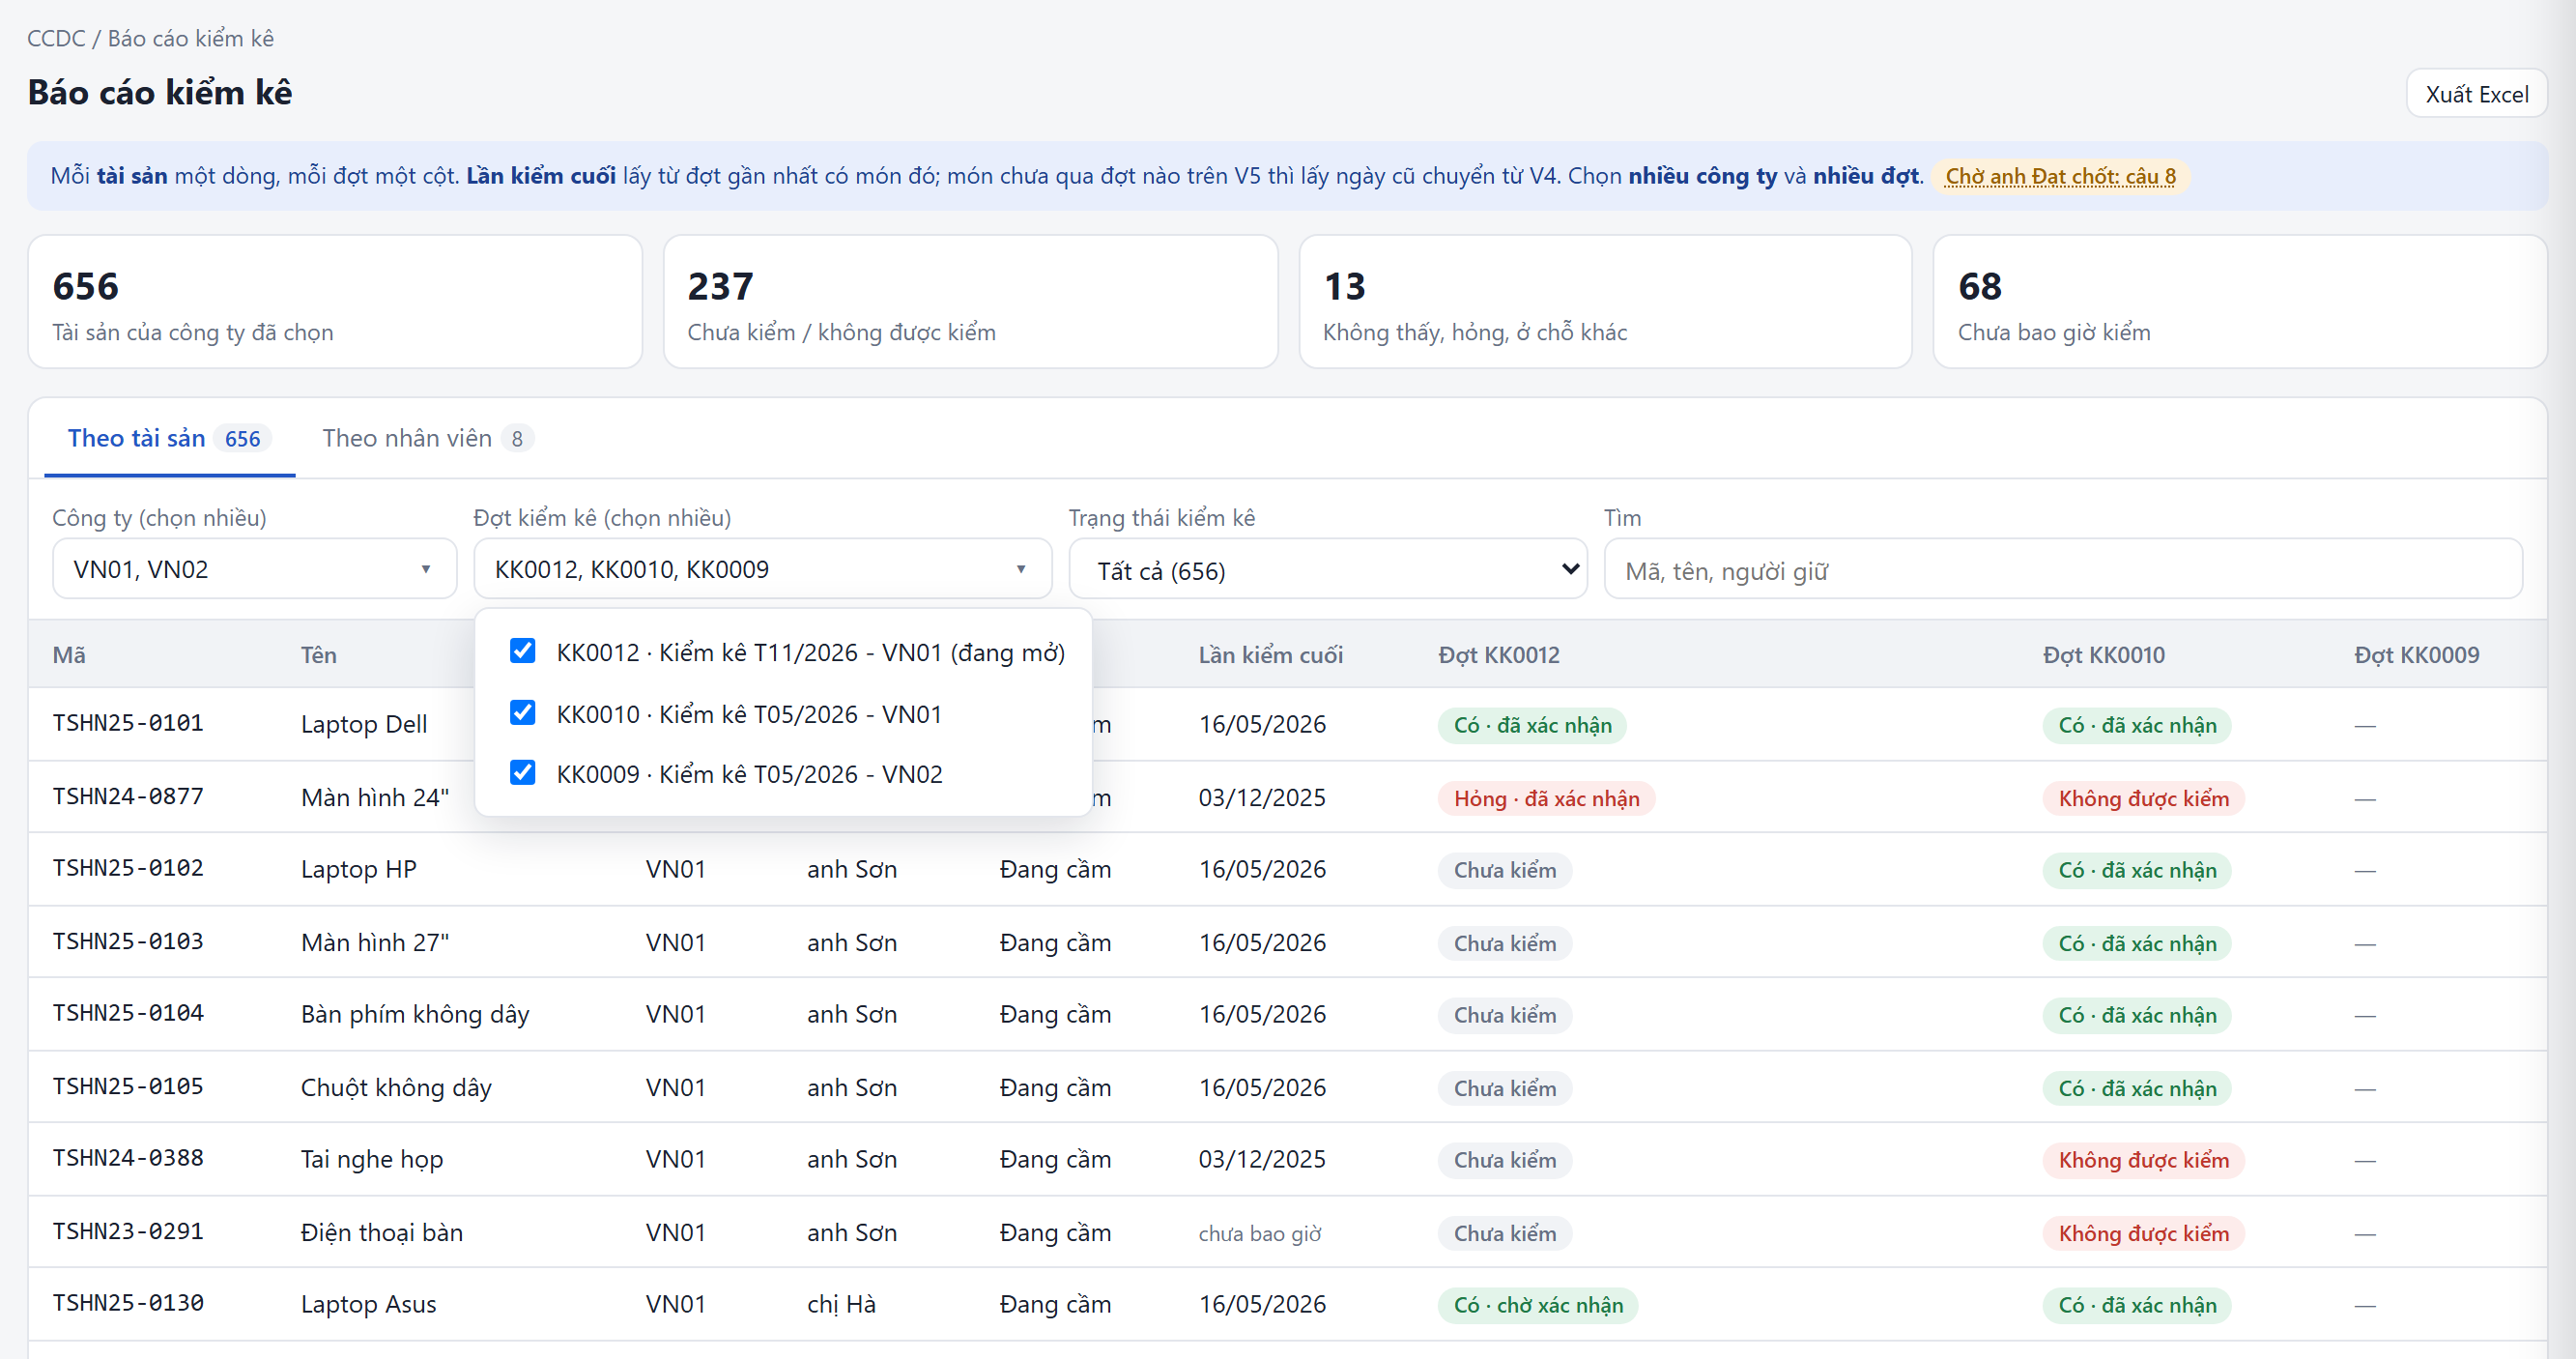 CCDC / Báo cáo kiểm kê
Báo cáo kiểm kê
Xuất Excel
Mỗi tài sản một dòng, mỗi đợt một cột. Lần kiểm cuối lấy từ đợt gần nhất có món đó; món chưa qua đợt nào trên V5 thì lấy ngày cũ chuyển từ V4. Chọn nhiều công ty và nhiều đợt. Chờ anh Đạt chốt: câu 8
656
Tài sản của công ty đã chọn
237
Chưa kiểm / không được kiểm
13
Không thấy, hỏng, ở chỗ khác
68
Chưa bao giờ kiểm
Theo tài sản 656 Theo nhân viên 8
Công ty (chọn nhiều) Đợt kiểm kê (chọn nhiều) Trạng thái kiểm kê Tìm
VN01, VN02 KK0012, KK0010, KK0009 Tất cả (656) Mã, tên, người giữ
KK0012 · Kiểm kê T11/2026 - VN01 (đang mở)
KK0010 · Kiểm kê T05/2026 - VN01
KK0009 · Kiểm kê T05/2026 - VN02
Mã Tên Lần kiểm cuối Đợt KK0012 Đợt KK0010 Đợt KK0009
TSHN25-0101 Laptop Dell 16/05/2026 Có · đã xác nhận Có · đã xác nhận —
TSHN24-0877 Màn hình 24" 03/12/2025 Hỏng · đã xác nhận Không được kiểm —
TSHN25-0102 Laptop HP VN01 anh Sơn Đang cầm 16/05/2026 Chưa kiểm Có · đã xác nhận —
TSHN25-0103 Màn hình 27" VN01 anh Sơn Đang cầm 16/05/2026 Chưa kiểm Có · đã xác nhận —
TSHN25-0104 Bàn phím không dây VN01 anh Sơn Đang cầm 16/05/2026 Chưa kiểm Có · đã xác nhận —
TSHN25-0105 Chuột không dây VN01 anh Sơn Đang cầm 16/05/2026 Chưa kiểm Có · đã xác nhận —
TSHN24-0388 Tai nghe họp VN01 anh Sơn Đang cầm 03/12/2025 Chưa kiểm Không được kiểm —
TSHN23-0291 Điện thoại bàn VN01 anh Sơn Đang cầm chưa bao giờ Chưa kiểm Không được kiểm —
TSHN25-0130 Laptop Asus VN01 chị Hà Đang cầm 16/05/2026 Có · chờ xác nhận Có · đã xác nhận —